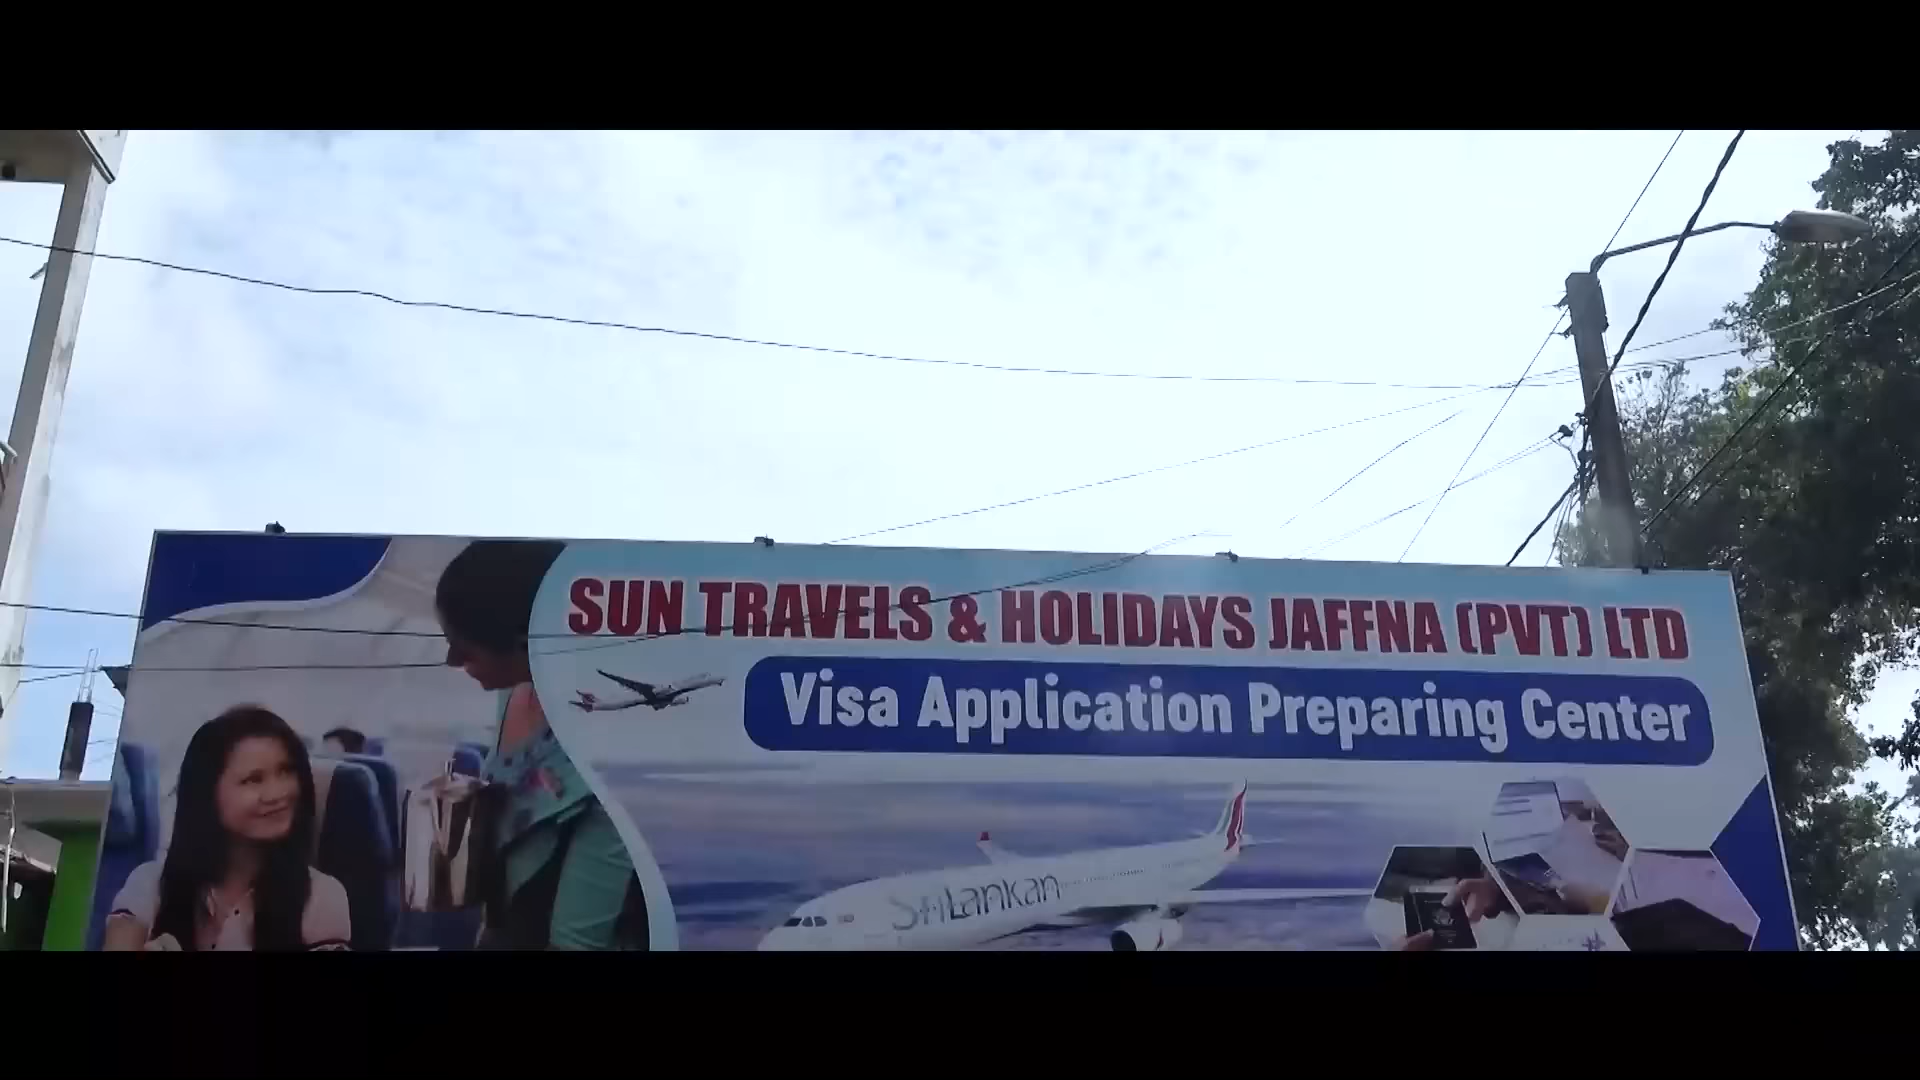 SUN TRAVELS & HOLIDAYS JAFFNA (PVT) LTD
Visa Application Preparing Center
SriLankan